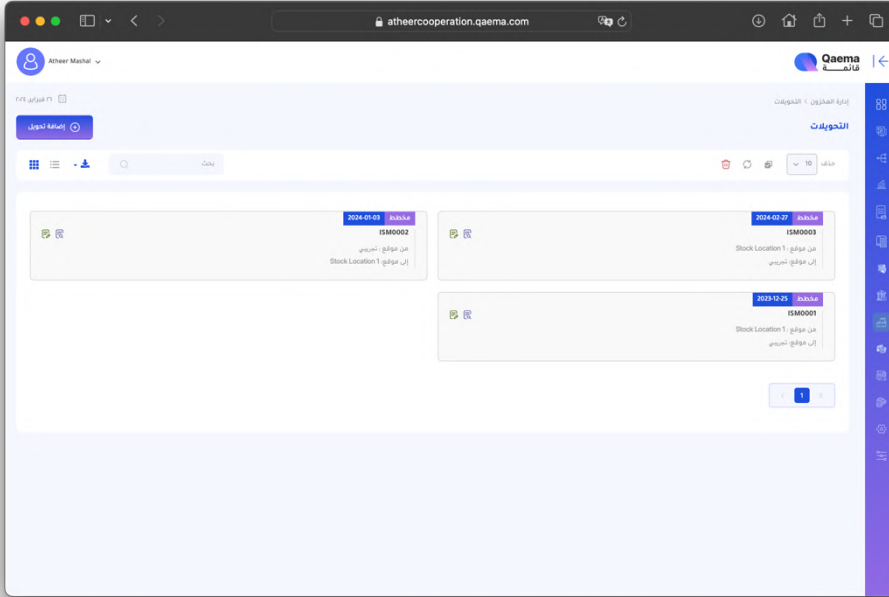 atheercooperation.qaema.com
Atheer Mashal
Qaema
قائمة
إدارة المخزون > التحويلات
٢٦ فبراير، ٢٠٢٤
التحويلات
إضافة تحويل
حذف
10
بحث
مخطط 2024-02-27
ISM0003
من موقع : Stock Location 1
إلى موقع: تجريبي
مخطط 2024-01-03
ISM0002
من موقع : تجريبي
إلى موقع: Stock Location 1
مخطط 2023-12-25
ISM0001
من موقع : Stock Location 1
إلى موقع: تجريبي
1